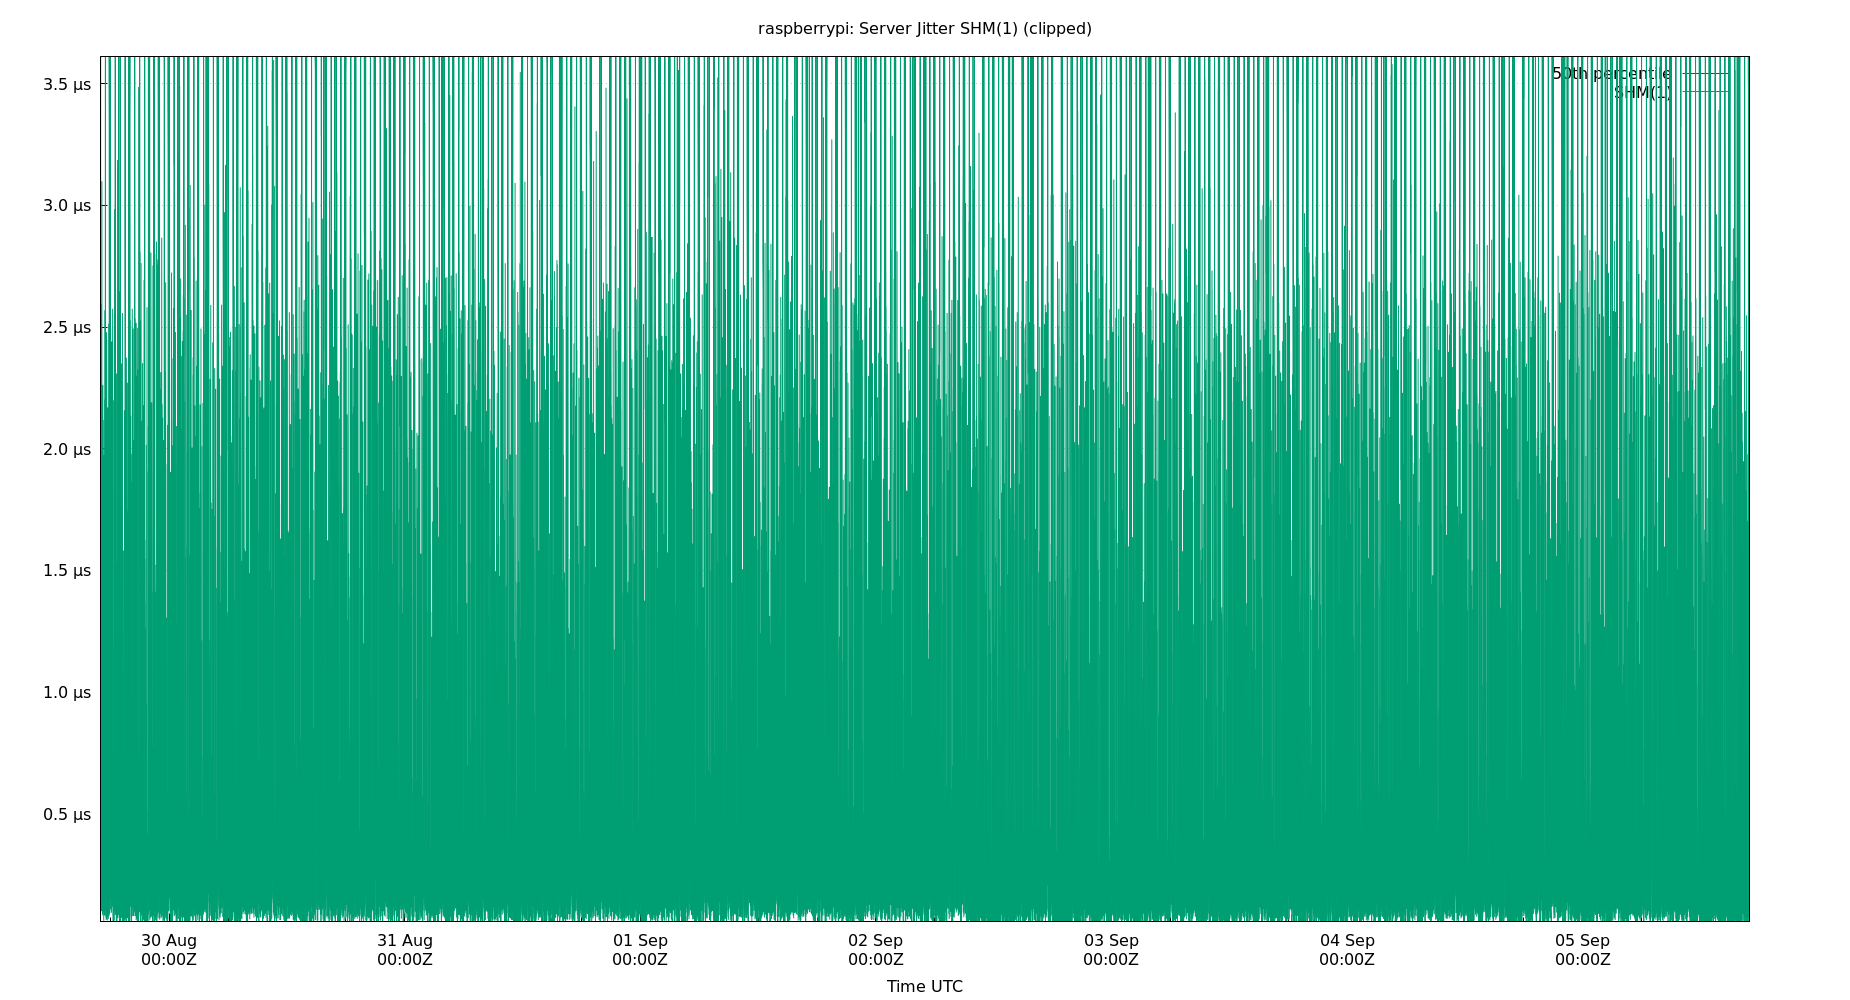 raspberrypi: Server Jitter SHM(1) (clipped)
50th percentile
SHM(1)
3.5 µs
3.0 µs
2.5 µs
2.0 µs
1.5 µs
1.0 µs
0.5 µs
30 Aug 31 Aug 01 Sep 02 Sep 03 Sep 04 Sep 05 Sep
00:00Z 00:00Z 00:00Z 00:00Z 00:00Z 00:00Z 00:00Z
Time UTC